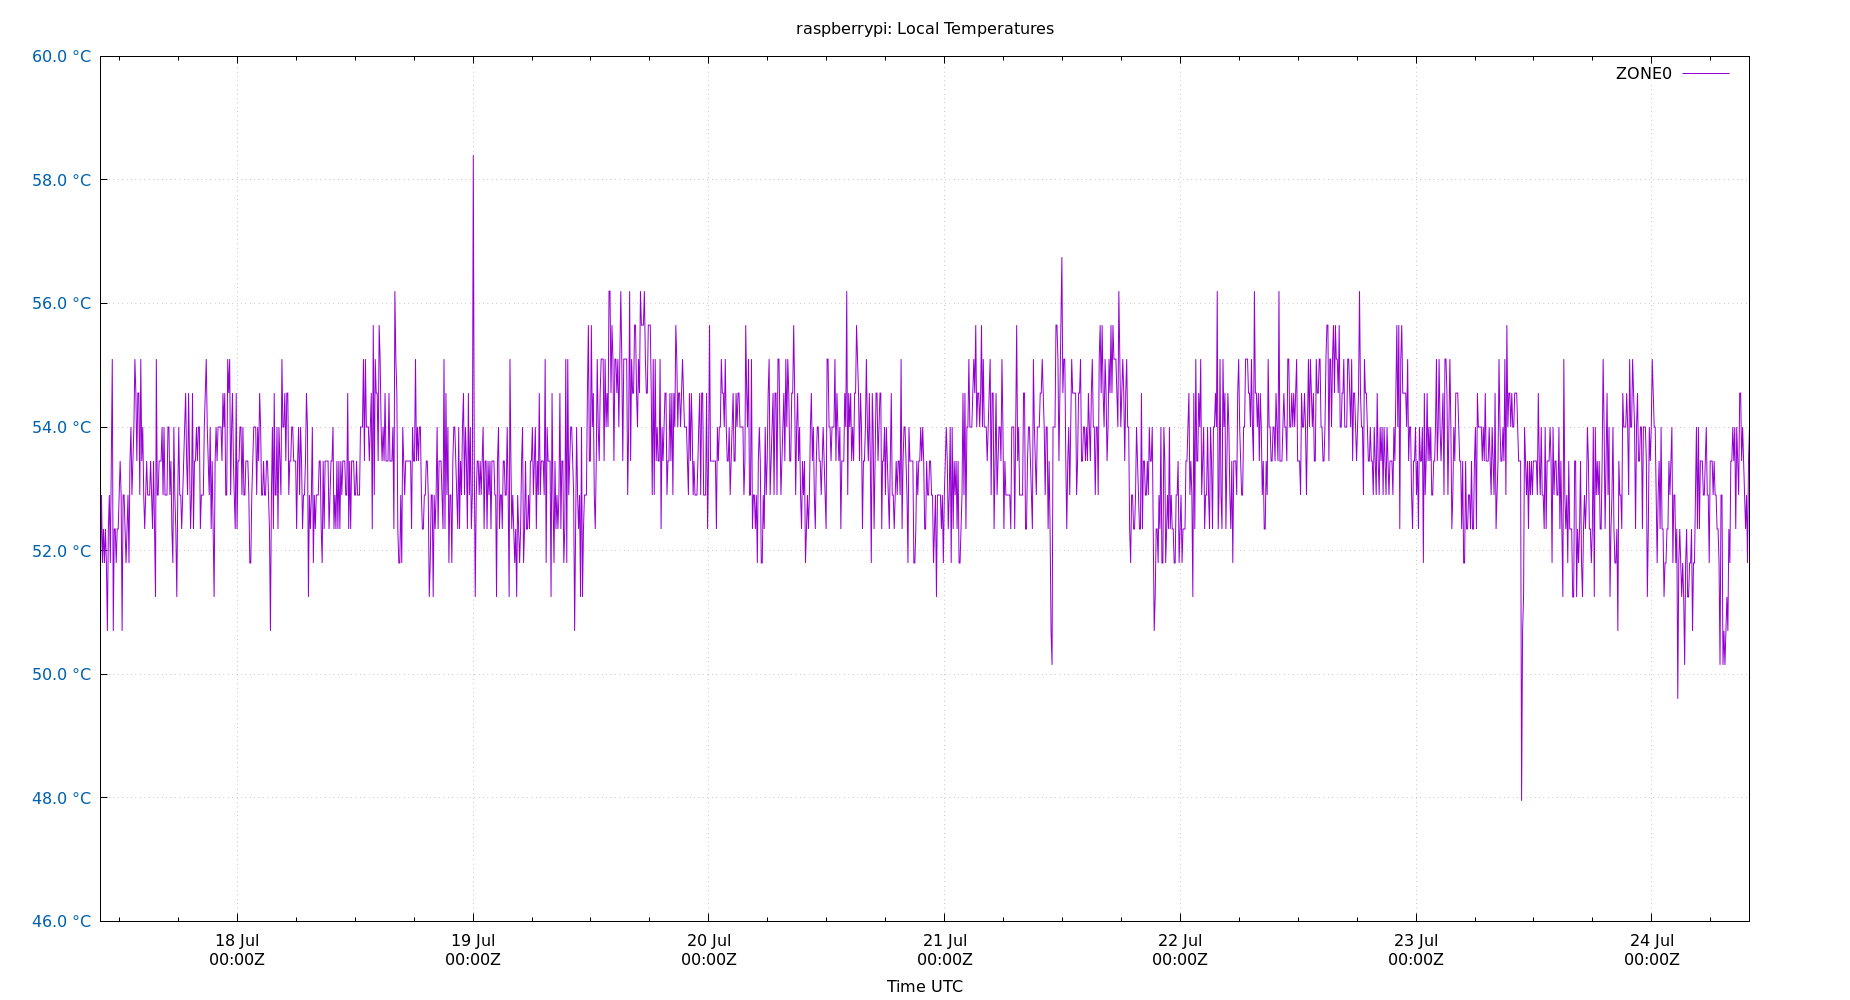 raspberrypi: Local Temperatures
60.0 °C
ZONE0
58.0 °C
56.0 °C
54.0 °C
52.0 °C
50.0 °C
48.0 °C
46.0 °C
18 Jul 19 Jul 20 Jul 21 Jul 22 Jul 23 Jul 24 Jul
00:00Z 00:00Z 00:00Z 00:00Z 00:00Z 00:00Z 00:00Z
Time UTC